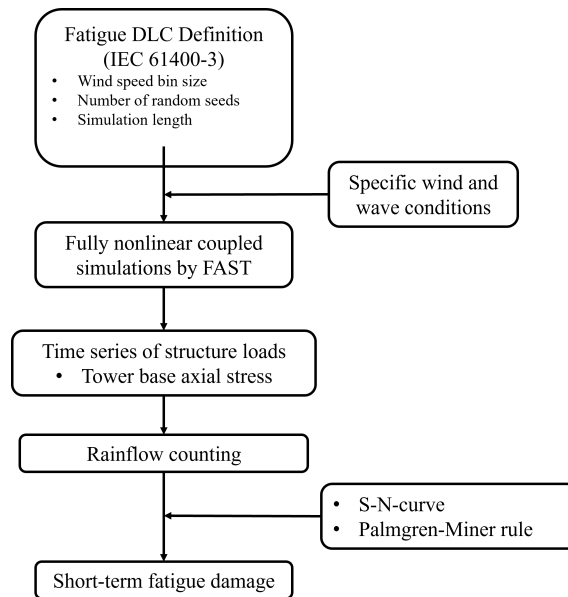 Fatigue DLC Definition
(IEC 61400-3)
• Wind speed bin size
• Number of random seeds
• Simulation length
Specific wind and
wave conditions
Fully nonlinear coupled
simulations by FAST
Time series of structure loads
• Tower base axial stress
Rainflow counting
• S-N-curve
• Palmgren-Miner rule
Short-term fatigue damage